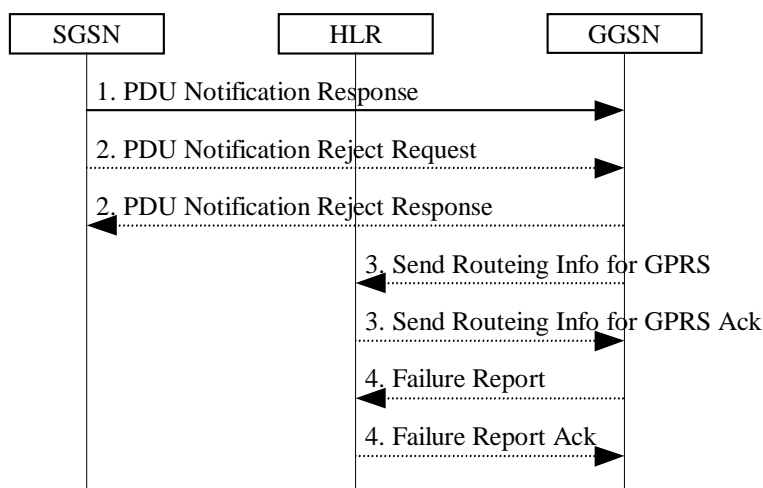 SGSN HLR GGSN
1. PDU Notification Response
2. PDU Notification Reject Request
2. PDU Notification Reject Response
3. Send Routeing Info for GPRS
3. Send Routeing Info for GPRS Ack
4. Failure Report
4. Failure Report Ack